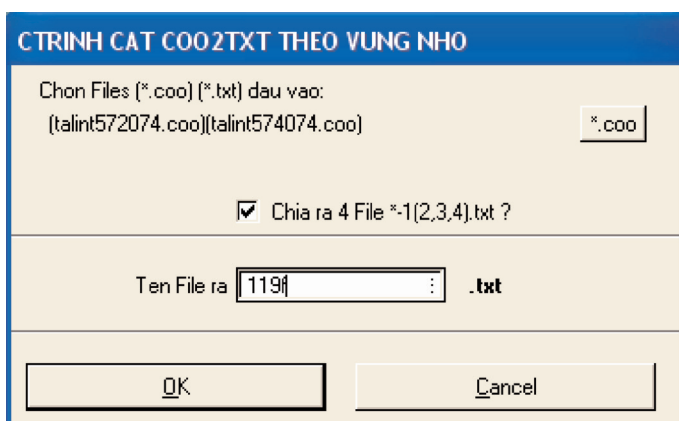 CTRINH CAT COO2TXT THEO VUNG NHO
Chon Files (*.coo) (*.txt) dau vao:
(talint572074.coo)(talint574074.coo)
*.coo
Chia ra 4 File *-1(2,3,4).txt ?
Ten File ra 119f .txt
OK Cancel